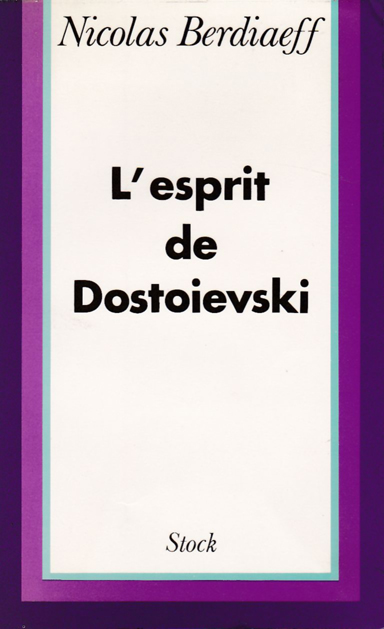 Nicolas Berdiaeff
L'esprit
de
Dostoievski
Stock